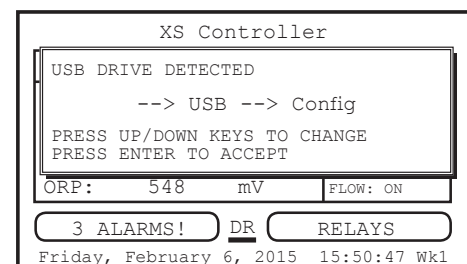 XS Controller
USB DRIVE DETECTED
--> USB --> Config
PRESS UP/DOWN KEYS TO CHANGE
PRESS ENTER TO ACCEPT
ORP: 548 mV FLOW: ON
3 ALARMS! DR RELAYS
Friday, February 6, 2015 15:50:47 Wk1